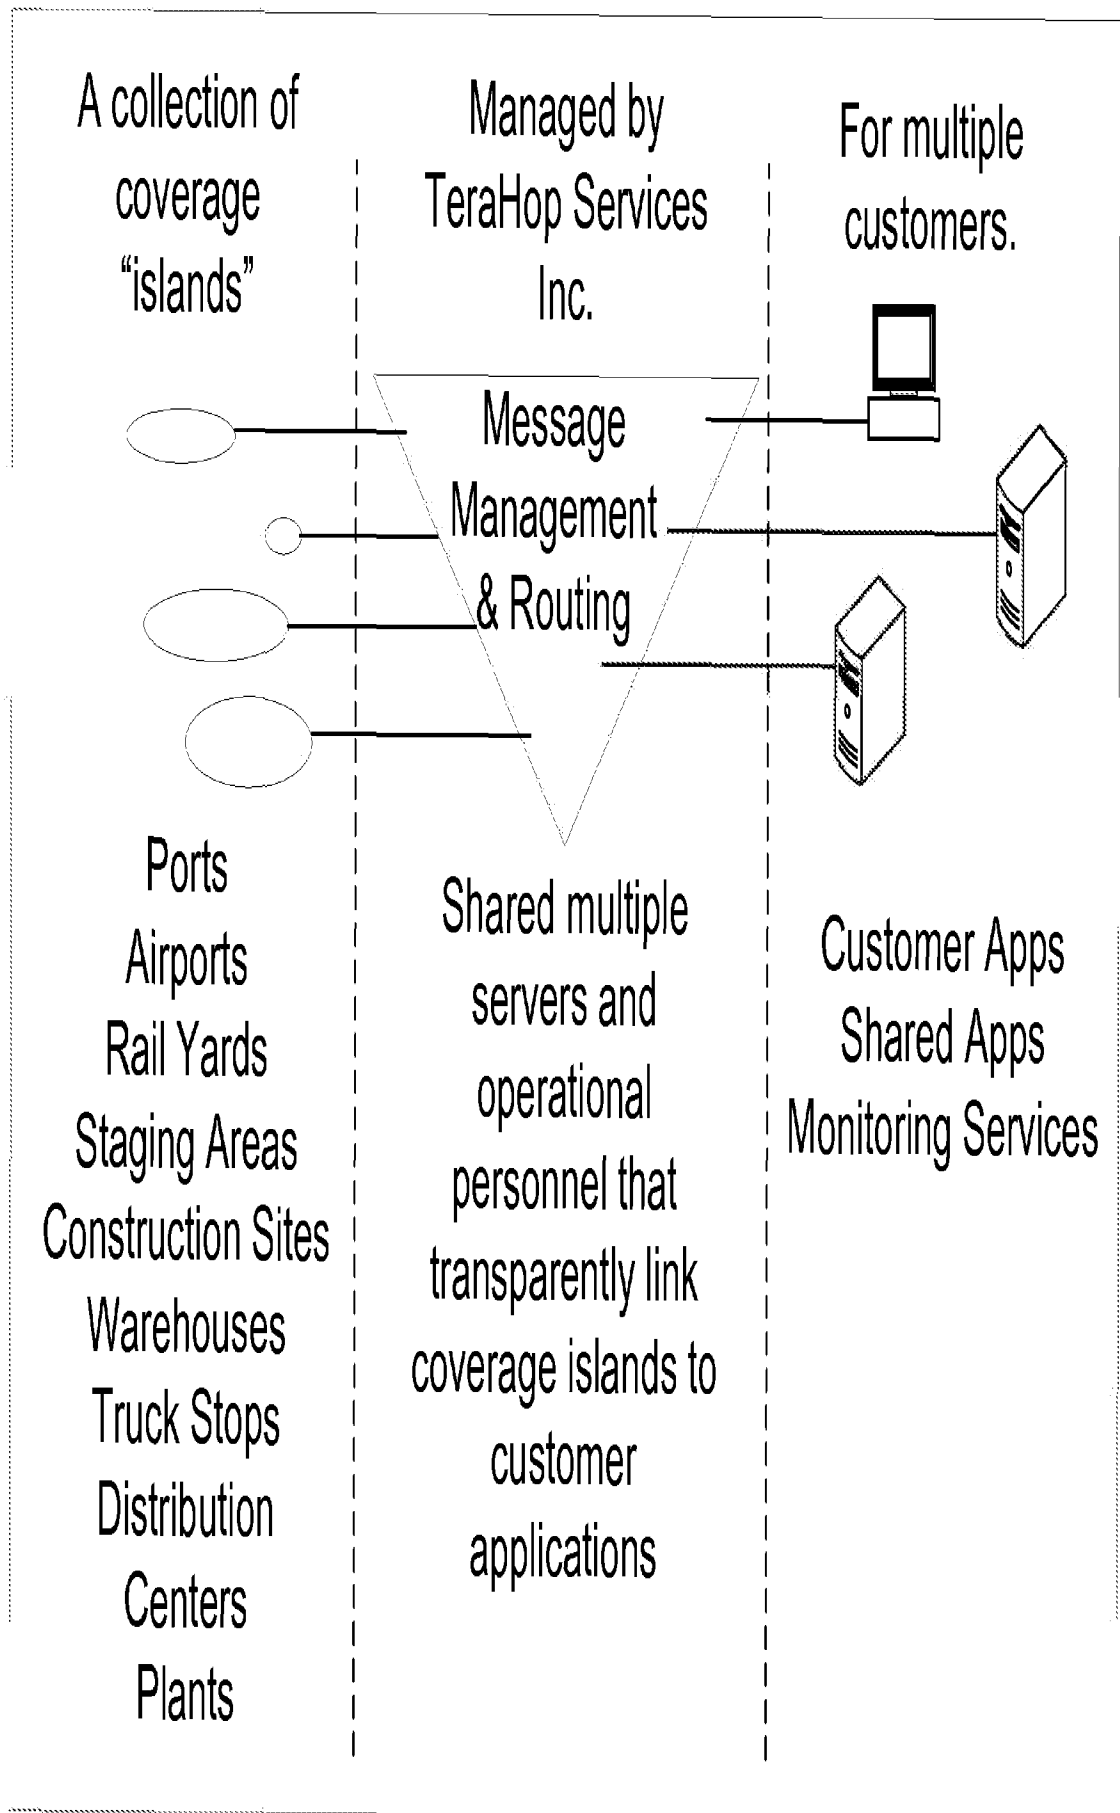 A collection of
coverage
“islands”
Managed by
TeraHop Services
Inc.
For multiple
customers.
Message
Management
& Routing
Ports
Airports
Rail Yards
Staging Areas
Construction Sites
Warehouses
Truck Stops
Distribution
Centers
Plants
Shared multiple
servers and
operational
personnel that
transparently link
coverage islands to
customer
applications
Customer Apps
Shared Apps
Monitoring Services